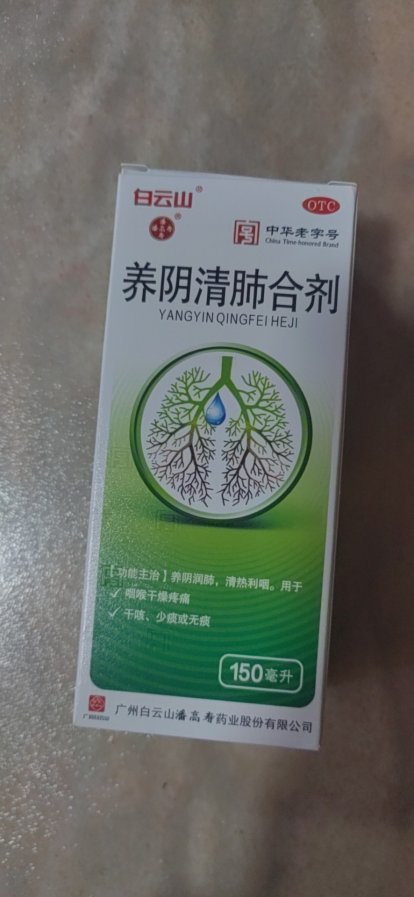 白云山®
OTC
潘高寿®
中华老字号
China Time-honored Brand
养阴清肺合剂
YANGYIN QINGFEI HEJI
【功能主治】养阴润肺，清热利咽。用于
✓ 咽喉干燥疼痛
✓ 干咳、少痰或无痰
150毫升
广州白云山潘高寿药业股份有限公司